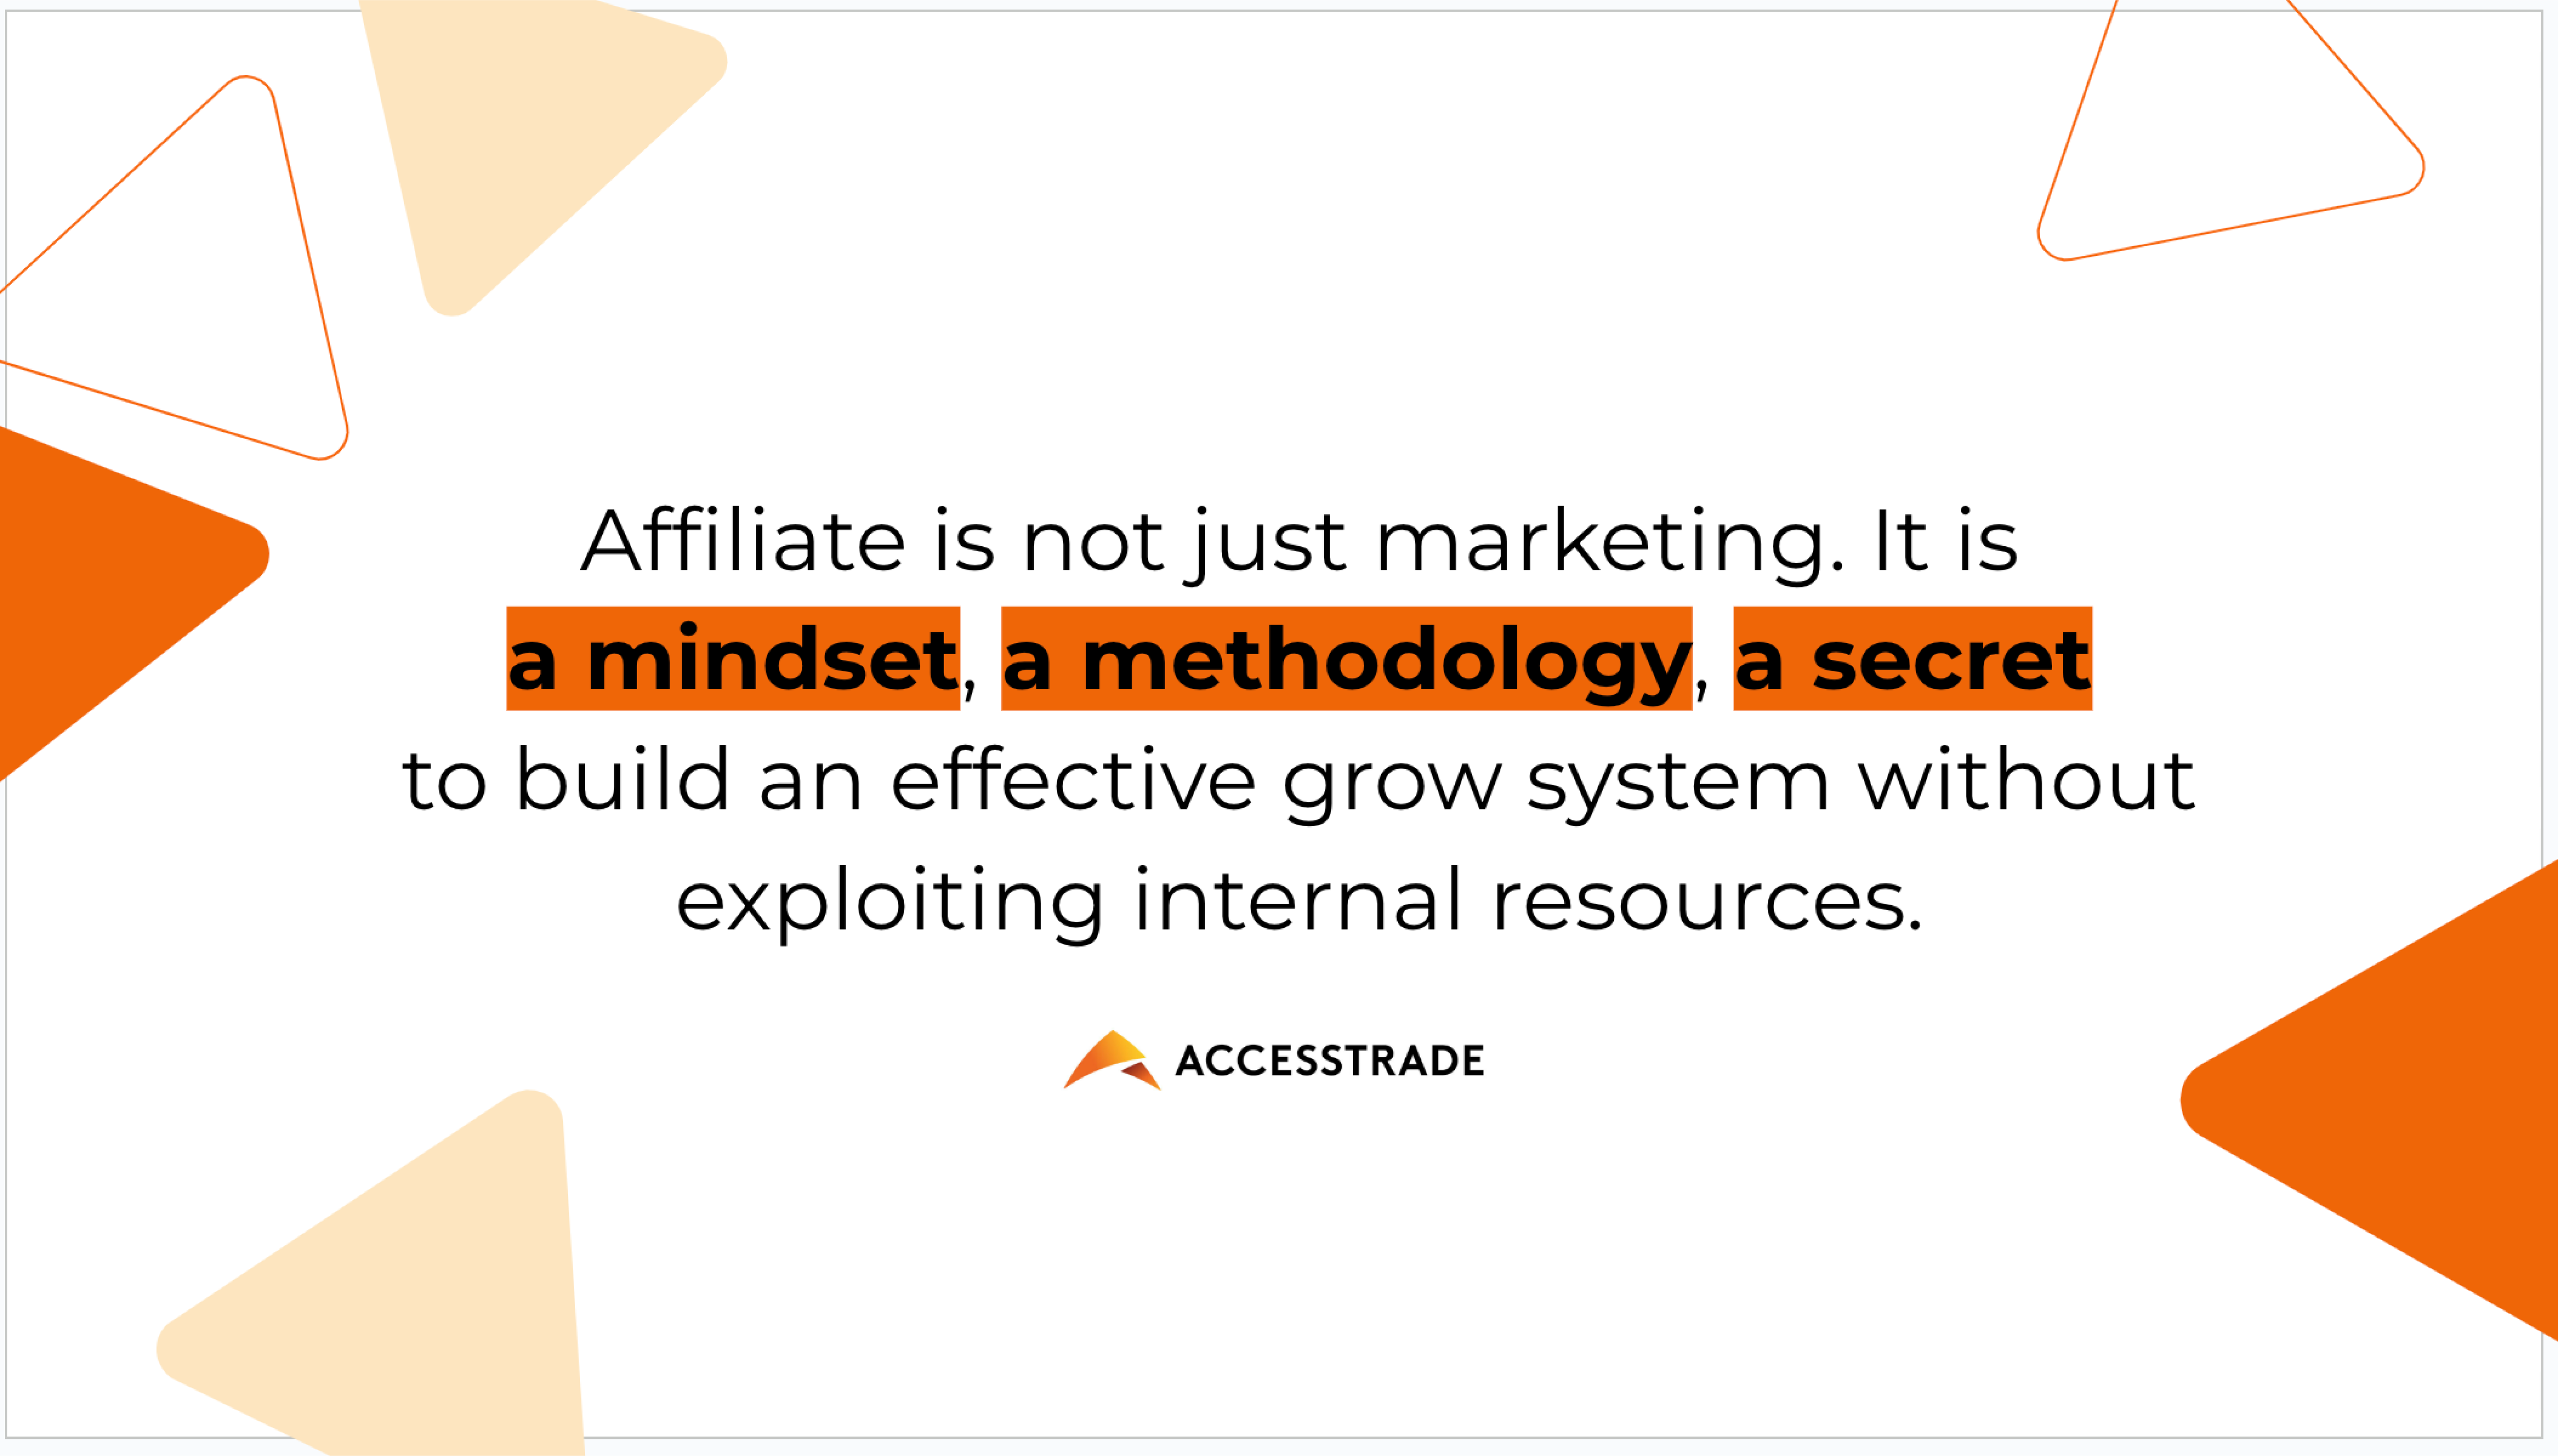 Affiliate is not just marketing. It is
a mindset, a methodology, a secret
to build an effective grow system without
exploiting internal resources.
ACCESSTRADE